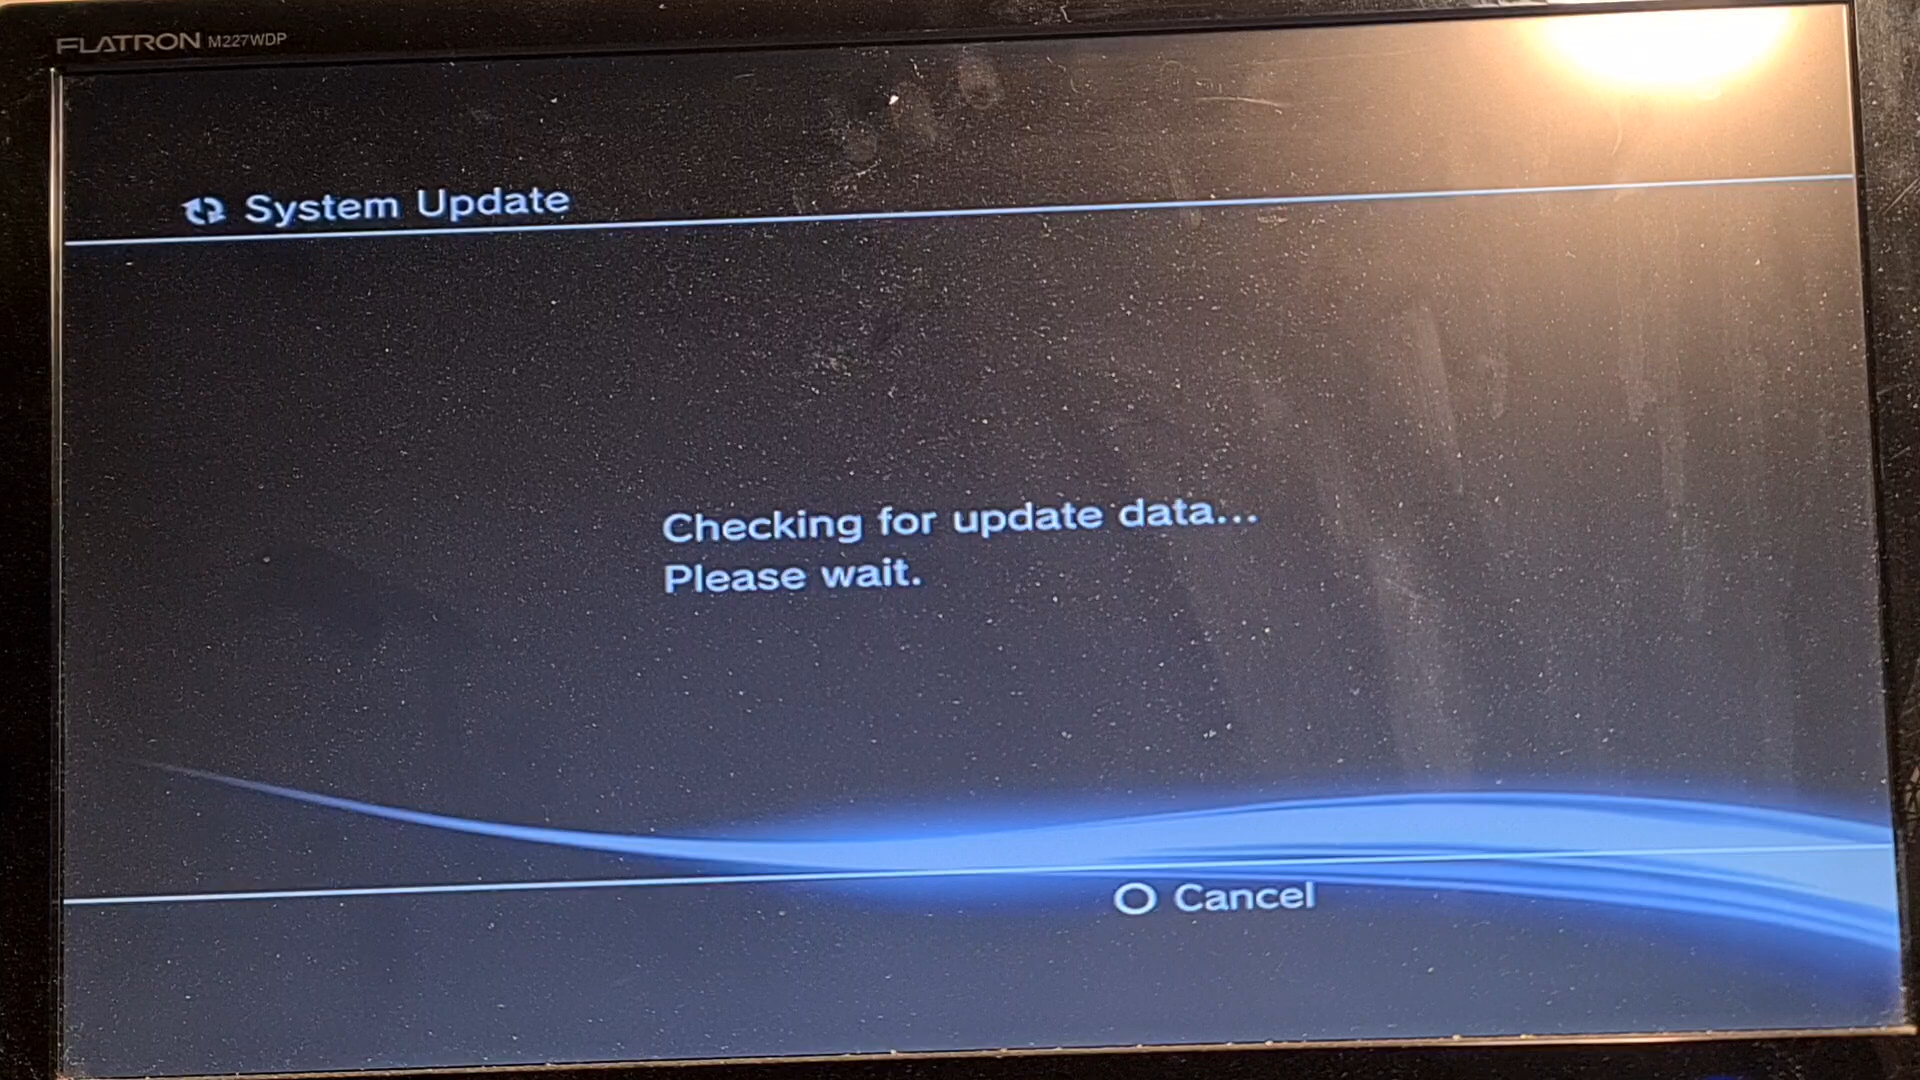 FLATRON M227WDP
System Update
Checking for update data...
Please wait.
O Cancel